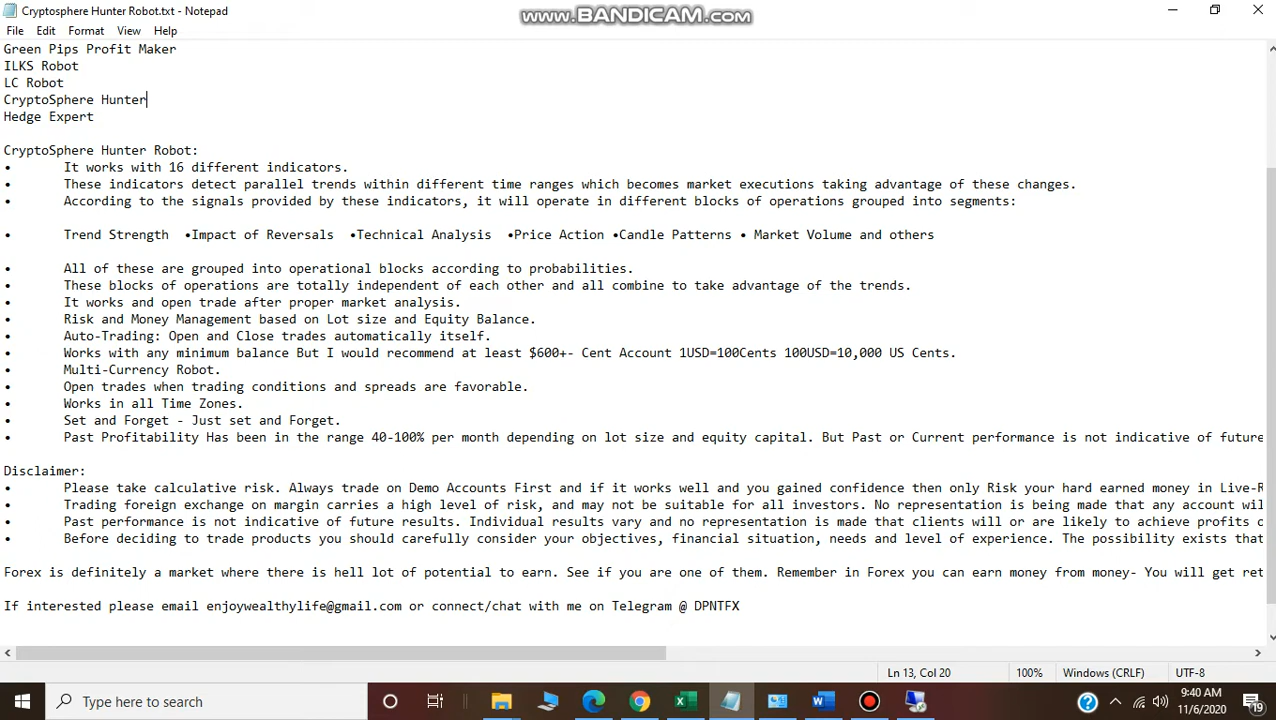 Cryptosphere Hunter Robot.txt - Notepad
www.BANDICAM.com
File Edit Format View Help
Green Pips Profit Maker
ILKS Robot
LC Robot
CryptoSphere Hunter
Hedge Expert
CryptoSphere Hunter Robot:
• It works with 16 different indicators.
• These indicators detect parallel trends within different time ranges which becomes market executions taking advantage of these changes.
• According to the signals provided by these indicators, it will operate in different blocks of operations grouped into segments:
• Trend Strength •Impact of Reversals •Technical Analysis •Price Action •Candle Patterns • Market Volume and others
• All of these are grouped into operational blocks according to probabilities.
• These blocks of operations are totally independent of each other and all combine to take advantage of the trends.
• It works and open trade after proper market analysis.
• Risk and Money Management based on Lot size and Equity Balance.
• Auto-Trading: Open and Close trades automatically itself.
• Works with any minimum balance But I would recommend at least $600+- Cent Account 1USD=100Cents 100USD=10,000 US Cents.
• Multi-Currency Robot.
• Open trades when trading conditions and spreads are favorable.
• Works in all Time Zones.
• Set and Forget - Just set and Forget.
• Past Profitability Has been in the range 40-100% per month depending on lot size and equity capital. But Past or Current performance is not indicative of future
Disclaimer:
• Please take calculative risk. Always trade on Demo Accounts First and if it works well and you gained confidence then only Risk your hard earned money in Live-R
• Trading foreign exchange on margin carries a high level of risk, and may not be suitable for all investors. No representation is being made that any account wil
• Past performance is not indicative of future results. Individual results vary and no representation is made that clients will or are likely to achieve profits o
• Before deciding to trade products you should carefully consider your objectives, financial situation, needs and level of experience. The possibility exists that
Forex is definitely a market where there is hell lot of potential to earn. See if you are one of them. Remember in Forex you can earn money from money- You will get ret
If interested please email enjoywealthylife@gmail.com or connect/chat with me on Telegram @ DPNTFX
Ln 13, Col 20 100% Windows (CRLF) UTF-8
Type here to search
9:40 AM
11/6/2020
19